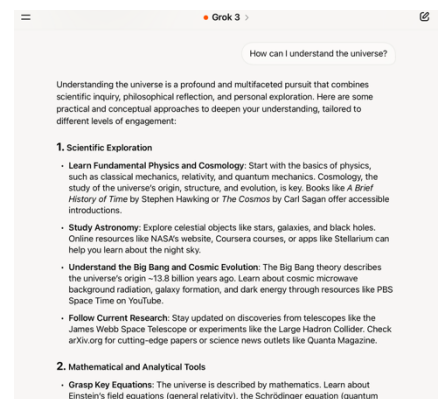 Grok 3
How can I understand the universe?
Understanding the universe is a profound and multifaceted pursuit that combines
scientific inquiry, philosophical reflection, and personal exploration. Here are some
practical and conceptual approaches to deepen your understanding, tailored to
different levels of engagement:
1. Scientific Exploration
• Learn Fundamental Physics and Cosmology: Start with the basics of physics,
such as classical mechanics, relativity, and quantum mechanics. Cosmology, the
study of the universe's origin, structure, and evolution, is key. Books like A Brief
History of Time by Stephen Hawking or The Cosmos by Carl Sagan offer accessible
introductions.
• Study Astronomy: Explore celestial objects like stars, galaxies, and black holes.
Online resources like NASA's website, Coursera courses, or apps like Stellarium can
help you learn about the night sky.
• Understand the Big Bang and Cosmic Evolution: The Big Bang theory describes
the universe's origin ~13.8 billion years ago. Learn about cosmic microwave
background radiation, galaxy formation, and dark energy through resources like PBS
Space Time on YouTube.
• Follow Current Research: Stay updated on discoveries from telescopes like the
James Webb Space Telescope or experiments like the Large Hadron Collider. Check
arXiv.org for cutting-edge papers or science news outlets like Quanta Magazine.
2. Mathematical and Analytical Tools
• Grasp Key Equations: The universe is described by mathematics. Learn about
Einstein's field equations (general relativity), the Schrödinger equation (quantum